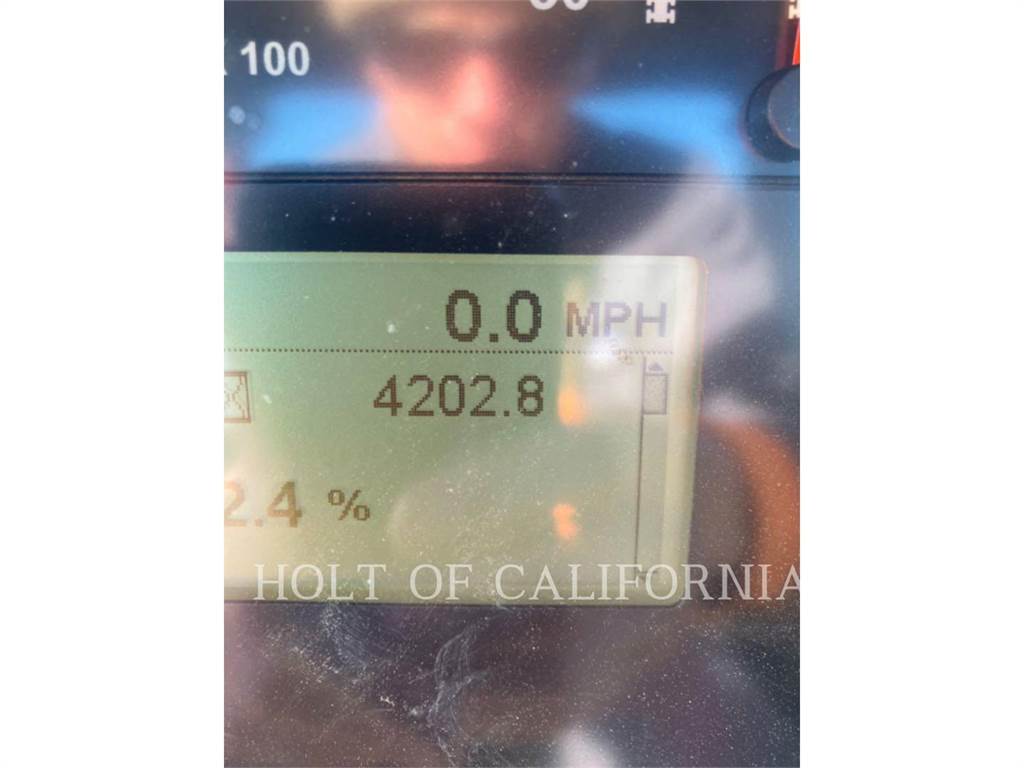 100
0.0 MPH
4202.8
2.4 %
HOLT OF CALIFORNIA